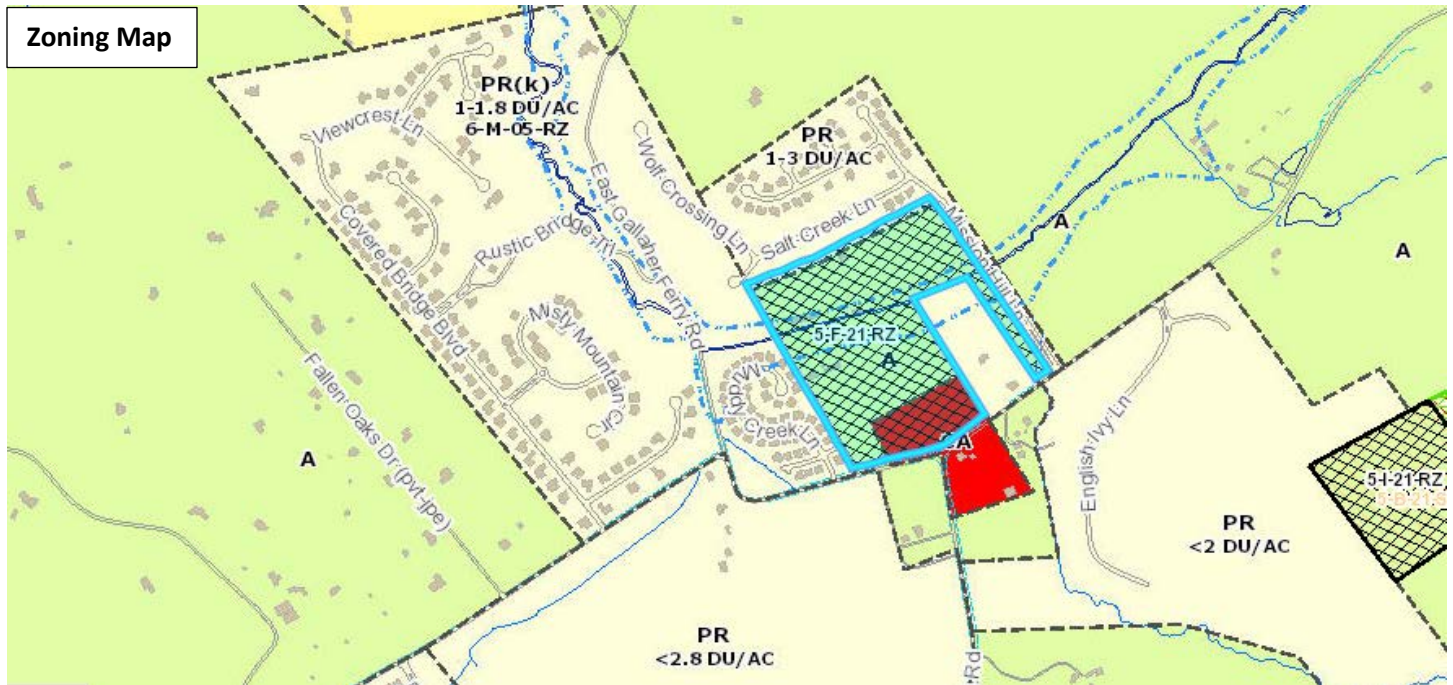 Zoning Map
PR(k)
1-1.8 DU/AC
6-M-05-RZ
Viewcrest Ln
PR
1-3 DU/AC
Wolf Crossing Ln
East Gallaher Ferry Rd
Salt Creek Ln
Covered Bridge Blvd
Rustic Bridge Trl
A
A
5-F-21-RZ
A
Misty Mountain Cir
Muddy Creek Ln
Fallen Oaks Dr (pvt-jpe)
A
CA
English Ivy Ln
5-I-21-RZ
PR
<2 DU/AC
PR
<2.8 DU/AC
Rd